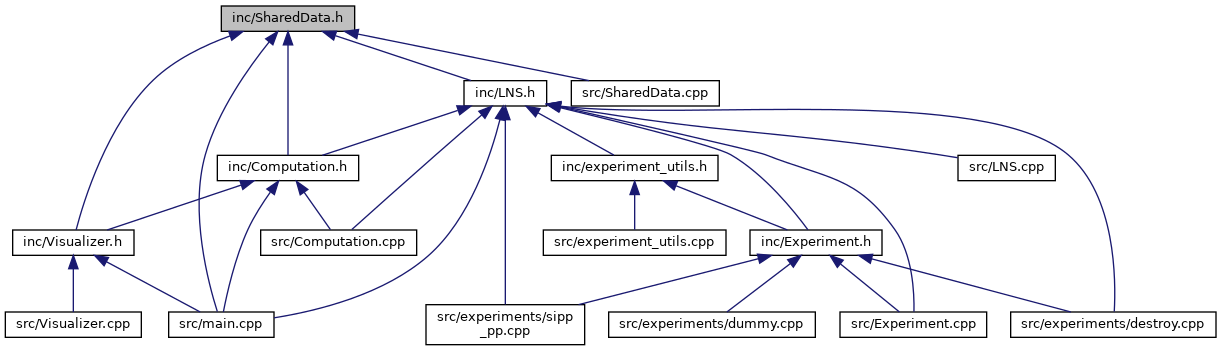 inc/SharedData.h
inc/LNS.h
src/SharedData.cpp
inc/Computation.h
inc/experiment_utils.h
src/LNS.cpp
inc/Visualizer.h
src/Computation.cpp
src/experiment_utils.cpp
inc/Experiment.h
src/Visualizer.cpp
src/main.cpp
src/experiments/sipp
_pp.cpp
src/experiments/dummy.cpp
src/Experiment.cpp
src/experiments/destroy.cpp